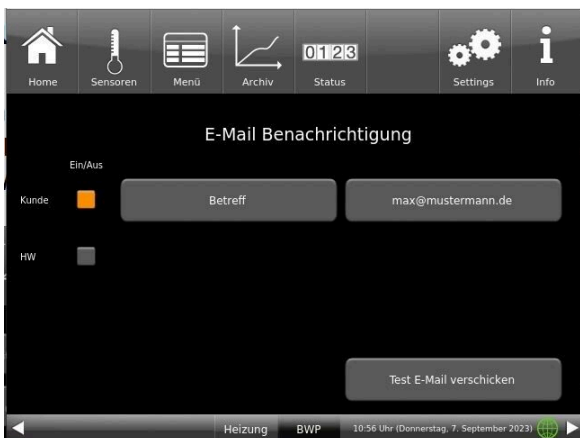 0123
Home Sensoren Menü Archiv Status Settings Info
E-Mail Benachrichtigung
Ein/Aus
Kunde Betreff max@mustermann.de
HW
Test E-Mail verschicken
Heizung BWP 10:56 Uhr (Donnerstag, 7. September 2023)